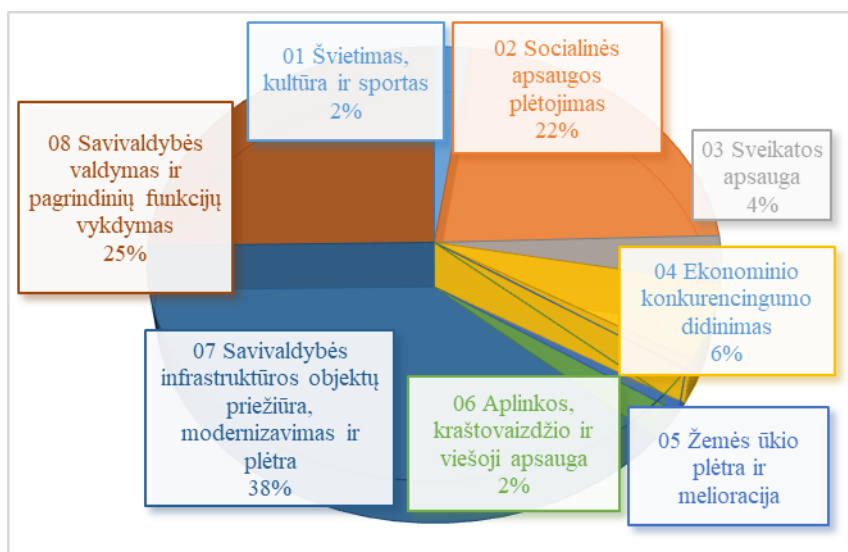 01 Švietimas,
kultūra ir sportas
2%
02 Socialinės
apsaugos
plėtojimas
22%
03 Sveikatos
apsauga
4%
04 Ekonominio
konkurencingumo
didinimas
6%
05 Žemės ūkio
plėtra ir
melioracija
06 Aplinkos,
kraštovaizdžio ir
viešoji apsauga
2%
07 Savivaldybės
infrastruktūros objektų
priežiūra,
modernizavimas ir
plėtra
38%
08 Savivaldybės
valdymas ir
pagrindinių funkcijų
vykdymas
25%